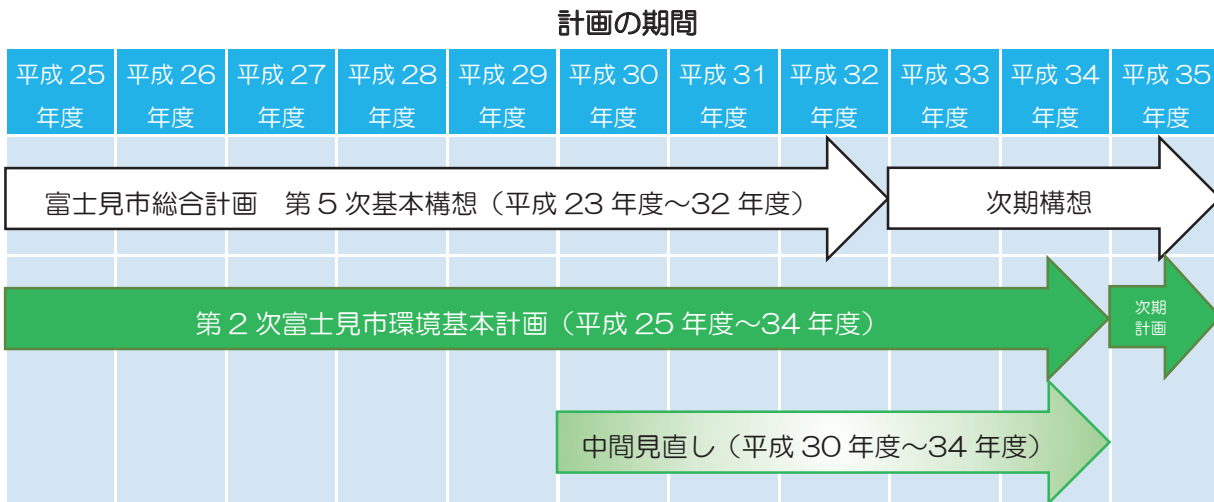 計画の期間
平成 25 平成 26 平成 27 平成 28 平成 29 平成 30 平成 31 平成 32 平成 33 平成 34 平成 35
年度 年度 年度 年度 年度 年度 年度 年度 年度 年度 年度
富士見市総合計画　第 5 次基本構想（平成 23 年度～32 年度） 次期構想
第 2 次富士見市環境基本計画（平成 25 年度～34 年度） 次期
計画
中間見直し（平成 30 年度～34 年度）